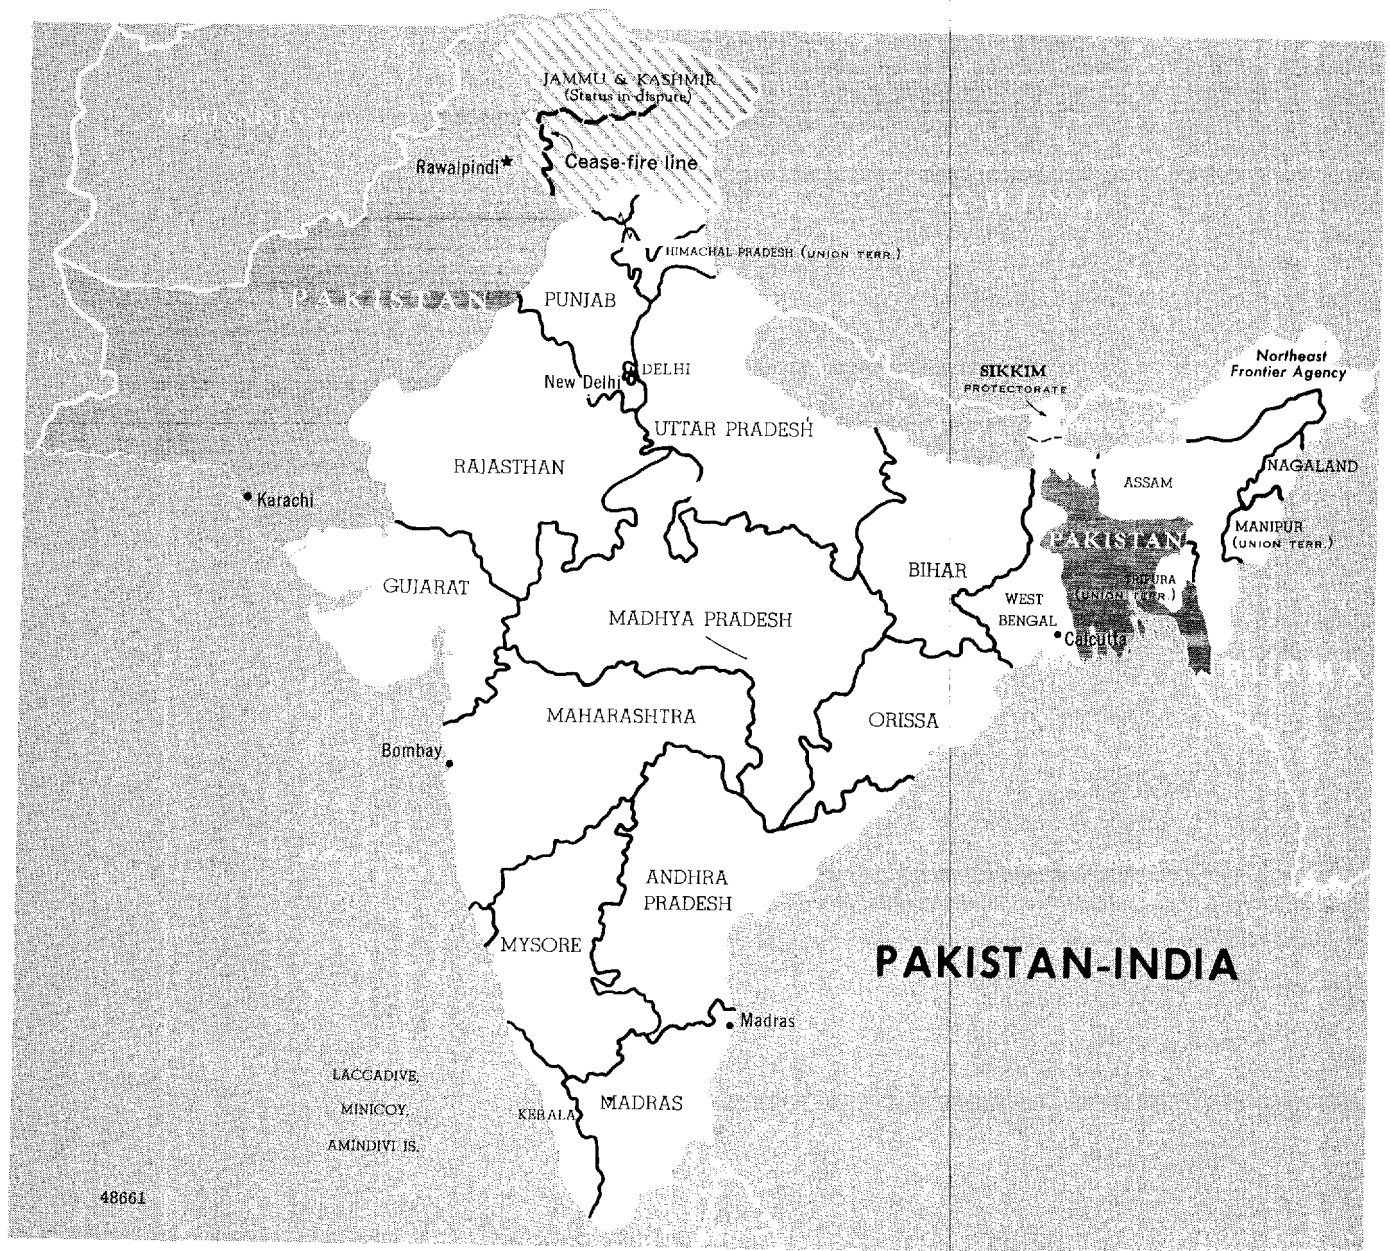 JAMMU & KASHMIR
(Status in dispute)
Rawalpindi
Cease-fire line
CHINA
HIMACHAL PRADESH (UNION TERR.)
PAKISTAN
PUNJAB
IRAN
DELHI
New Delhi
Northeast
Frontier Agency
SIKKIM
PROTECTORATE
UTTAR PRADESH
RAJASTHAN
NAGALAND
ASSAM
Karachi
MANIPUR
(UNION TERR.)
PAKISTAN
GUJARAT
BIHAR
TRIPURA
(UNION TERR.)
WEST
BENGAL
MADHYA PRADESH
Calcutta
BURMA
MAHARASHTRA
ORISSA
Bombay
ANDHRA
PRADESH
MYSORE
PAKISTAN-INDIA
Madras
LACCADIVE,
MINICOY,
AMINDIVI IS.
KERALA
MADRAS
48661